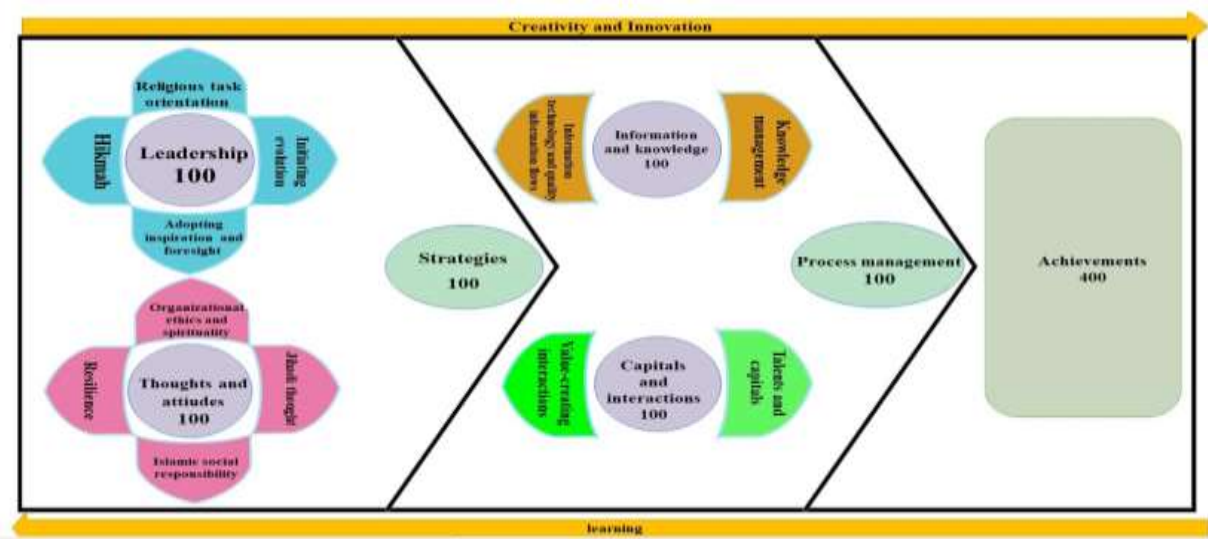 Creativity and Innovation
Religious task
orientation
Hikmah
Leadership
100
Initiating
evolution
Adopting
inspiration and
foresight
Organizational
ethics and
spirituality
Resilience
Thoughts and
attiudes
100
Jihadi thought
Islamic social
responsibility
Strategies
100
Information
technology and quality
information flows
Information
and knowledge
100
Knowledge
management
Value-creating
interactions
Capitals
and
interactions
100
Talents and
capitals
Process management
100
Achievements
400
learning